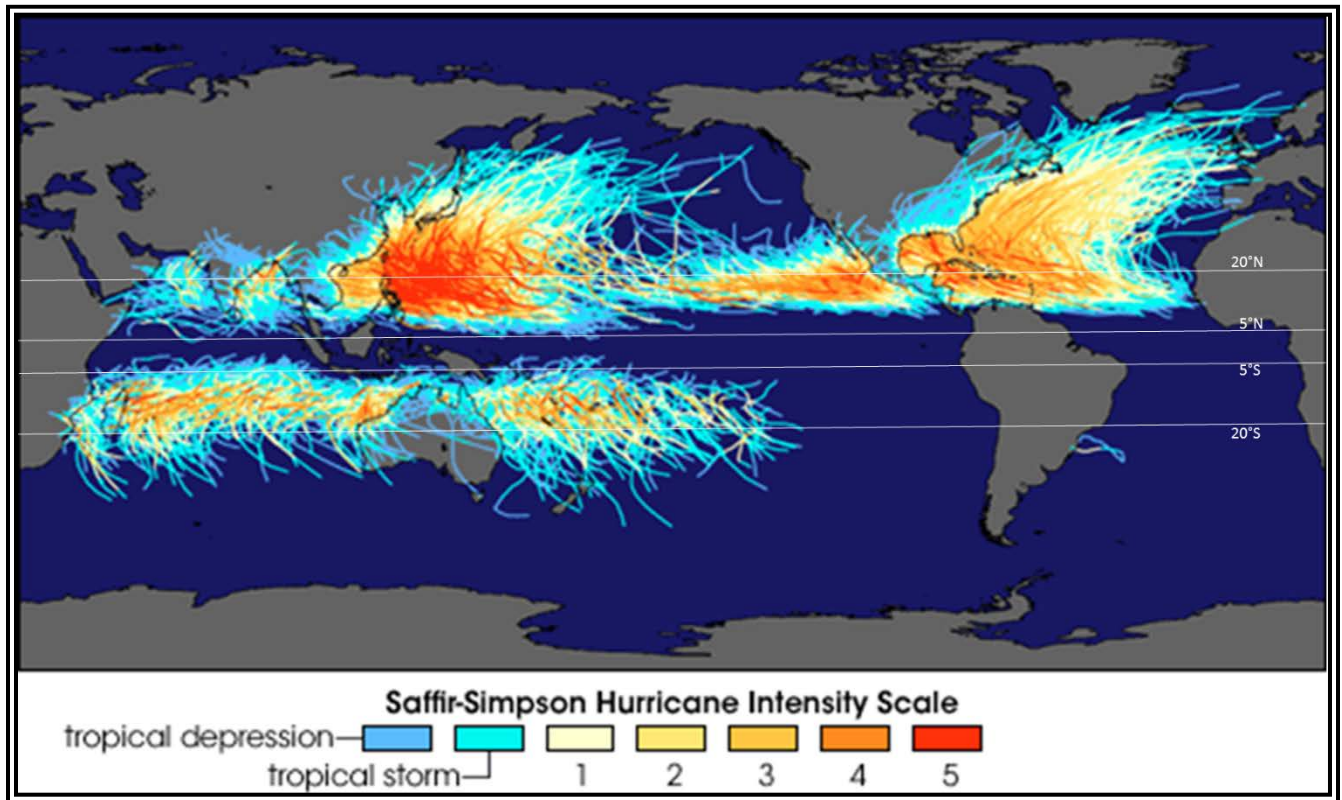 20°N
5°N
5°S
20°S
Saffir-Simpson Hurricane Intensity Scale
tropical depression
tropical storm
1 2 3 4 5